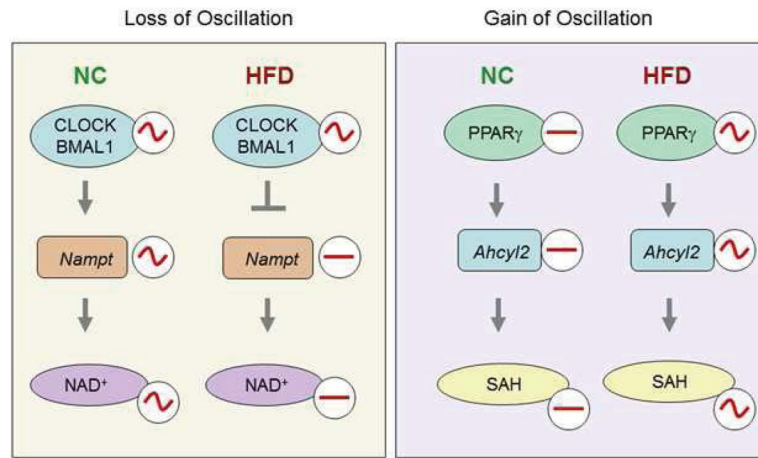 Loss of Oscillation
Gain of Oscillation
NC
HFD
NC
HFD
CLOCK
BMAL1
CLOCK
BMAL1
PPARγ
PPARγ
Nampt
Nampt
Ahcyl2
Ahcyl2
NAD⁺
NAD⁺
SAH
SAH